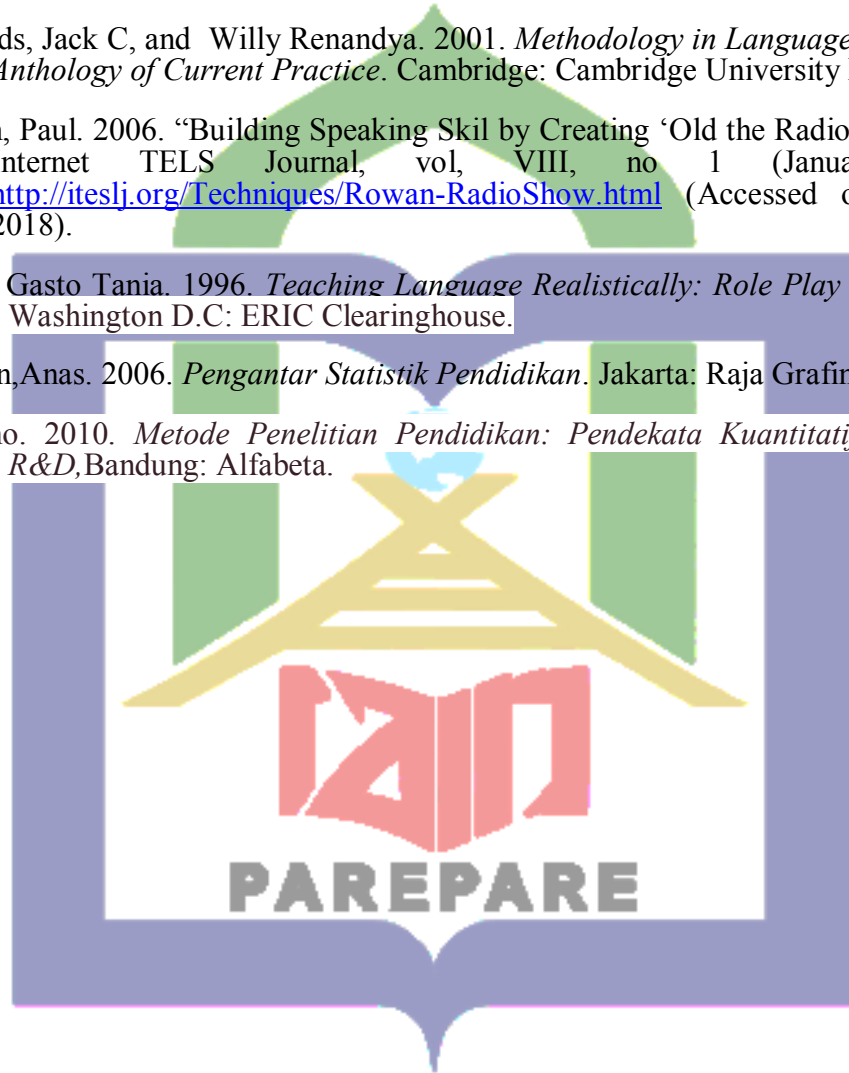 ds, Jack C, and Willy Renandya. 2001. Methodology in Language
Anthology of Current Practice. Cambridge: Cambridge University
, Paul. 2006. “Building Speaking Skil by Creating ‘Old the Radio
nternet TELS Journal, vol, VIII, no 1 (Janua
http://iteslj.org/Techniques/Rowan-RadioShow.html (Accessed o
2018).
Gasto Tania. 1996. Teaching Language Realistically: Role Play
Washington D.C: ERIC Clearinghouse.
n,Anas. 2006. Pengantar Statistik Pendidikan. Jakarta: Raja Grafin
no. 2010. Metode Penelitian Pendidikan: Pendekata Kuantitatif
R&D,Bandung: Alfabeta.
iain
PAREPARE